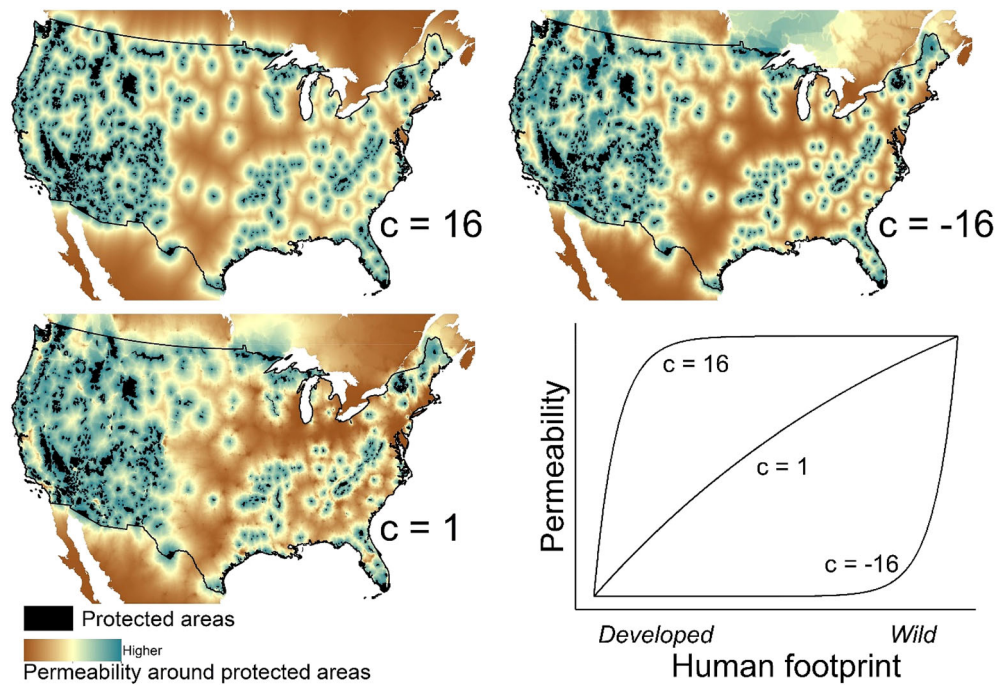 c = 16
c = -16
c = 1
Protected areas
Higher
Permeability around protected areas
Permeability
c = 16
c = 1
c = -16
Developed Wild
Human footprint